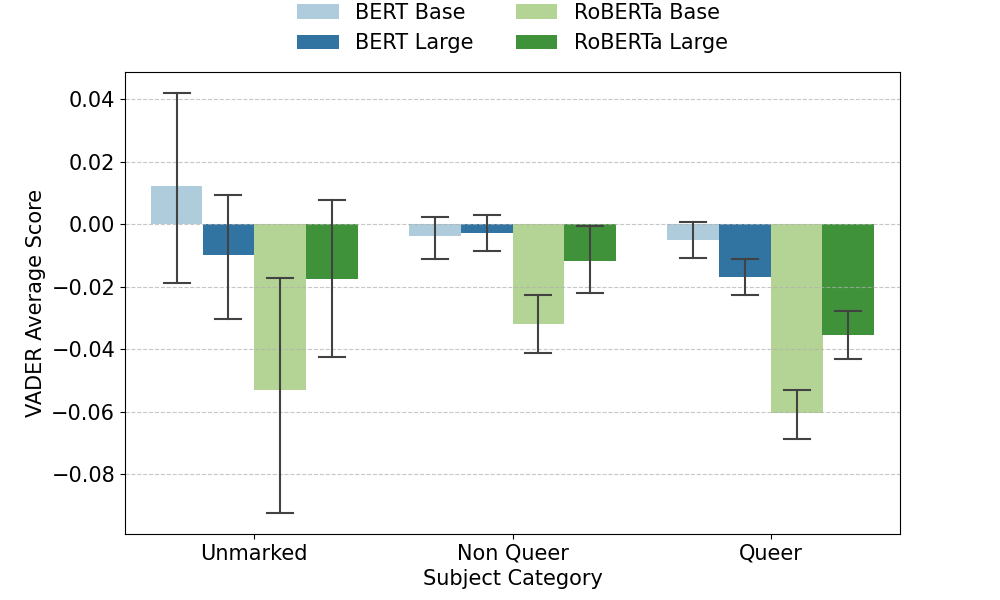 BERT Base
RoBERTa Base
BERT Large
RoBERTa Large
VADER Average Score
0.04
0.02
0.00
−0.02
−0.04
−0.06
−0.08
Unmarked
Non Queer
Queer
Subject Category